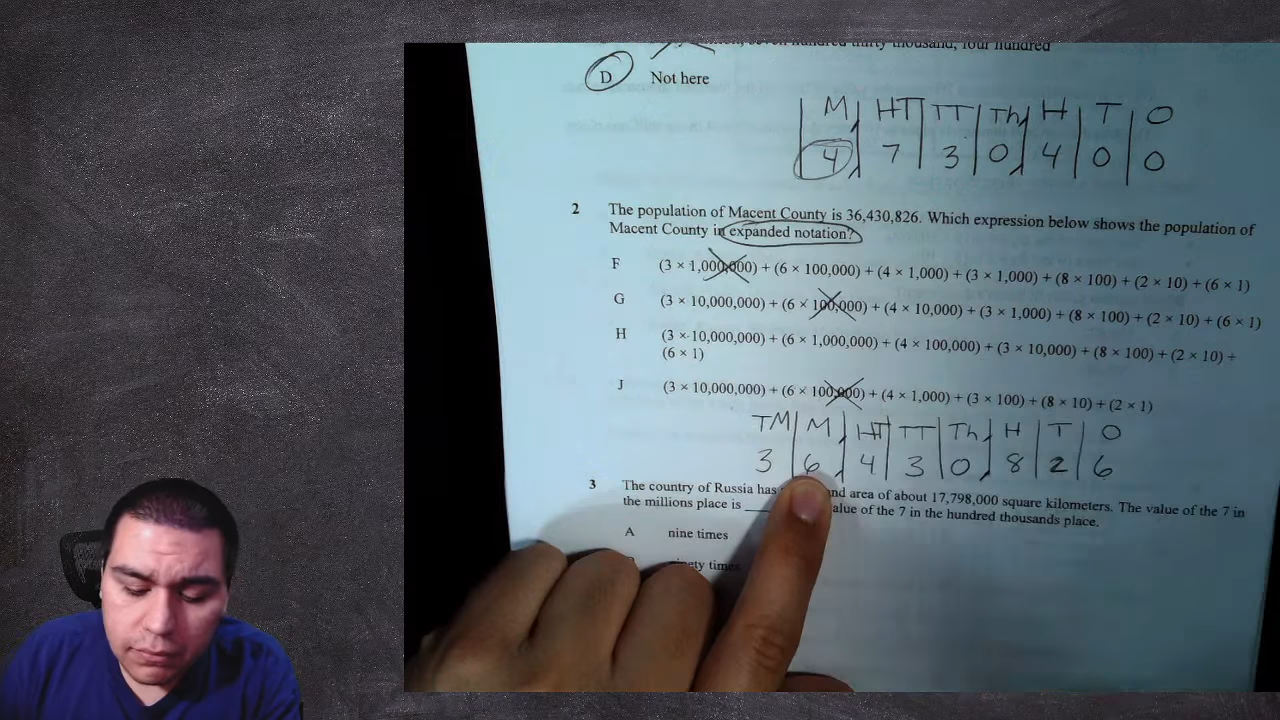 thirty thousand, four hundred
D Not here
M HT TT Th H T O
4 7 3 0 4 0 0
2 The population of Macent County is 36,430,826. Which expression below shows the population of
Macent County in expanded notation?
F (3 × 1,000,000) + (6 × 100,000) + (4 × 1,000) + (3 × 1,000) + (8 × 100) + (2 × 10) + (6 × 1)
G (3 × 10,000,000) + (6 × 100,000) + (4 × 10,000) + (3 × 1,000) + (8 × 100) + (2 × 10) + (6 × 1)
H (3 × 10,000,000) + (6 × 1,000,000) + (4 × 100,000) + (3 × 10,000) + (8 × 100) + (2 × 10) +
(6 × 1)
J (3 × 10,000,000) + (6 × 100,000) + (4 × 1,000) + (3 × 100) + (8 × 10) + (2 × 1)
TM M, HT TT Th, H T O
3 6, 4 3 0, 8 2 6
3 The country of Russia has area of about 17,798,000 square kilometers. The value of the 7 in
the millions place is ____ value of the 7 in the hundred thousands place.
A nine times
times